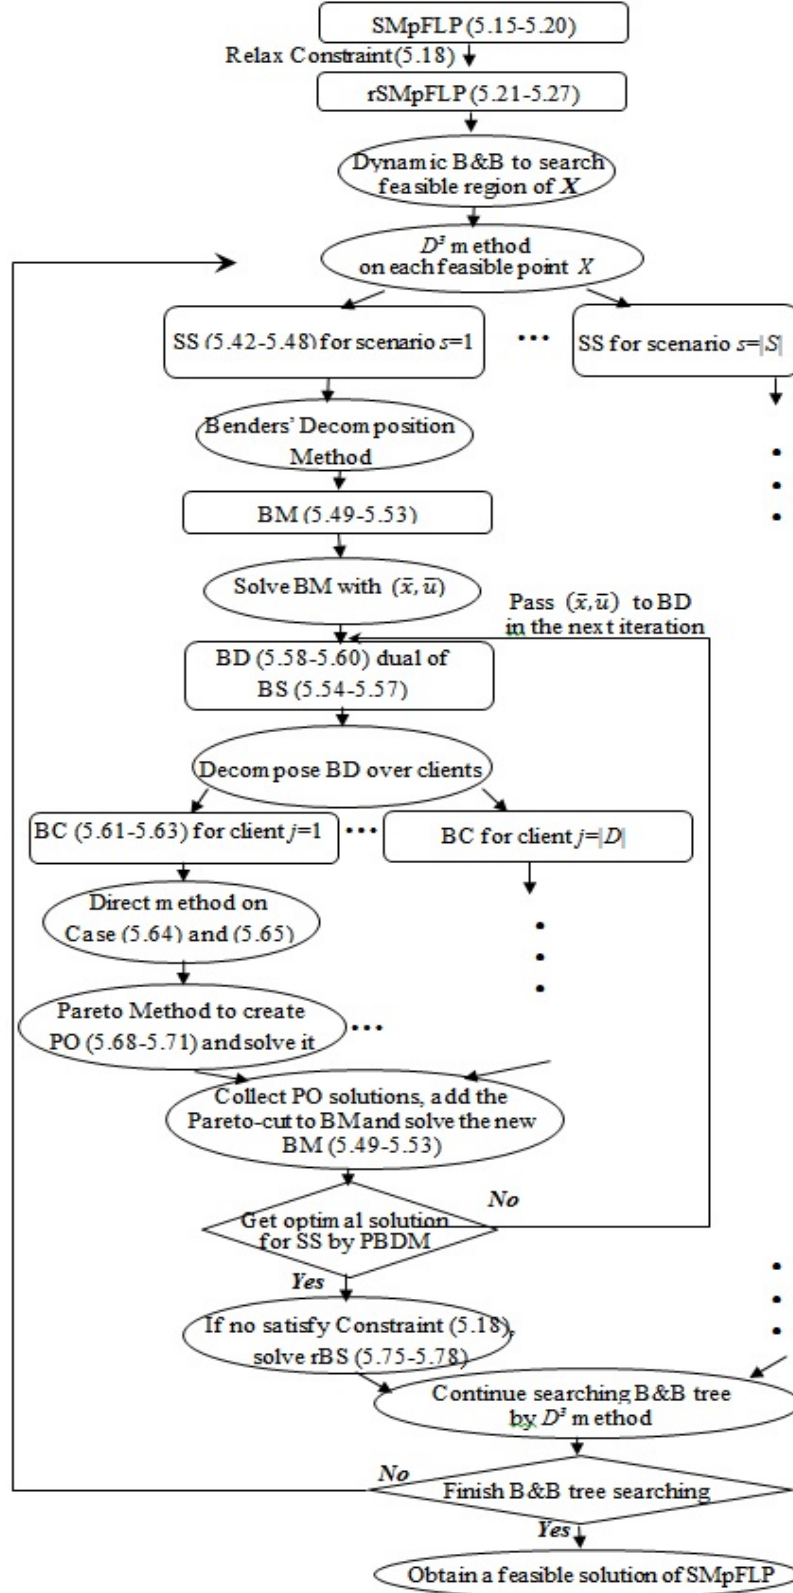 SMpFLP (5.15-5.20)
Relax Constraint(5.18)
rSMpFLP (5.21-5.27)
Dynamic B&B to search
feasible region of X
D³ method
on each feasible point X
SS (5.42-5.48) for scenario s=1
...
SS for scenario s=|S|
Benders' Decomposition
Method
BM (5.49-5.53)
Solve BM with (x̄,ū)
Pass (x̄,ū) to BD
in the next iteration
BD (5.58-5.60) dual of
BS (5.54-5.57)
Decompose BD over clients
BC (5.61-5.63) for client j=1
...
BC for client j=|D|
Direct method on
Case (5.64) and (5.65)
Pareto Method to create
PO (5.68-5.71) and solve it
...
Collect PO solutions, add the
Pareto-cut to BM and solve the new
BM (5.49-5.53)
No
Get optimal solution
for SS by PBDM
Yes
If no satisfy Constraint (5.18),
solve rBS (5.75-5.78)
Continue searching B&B tree
by D³ method
No
Finish B&B tree searching
Yes
Obtain a feasible solution of SMpFLP